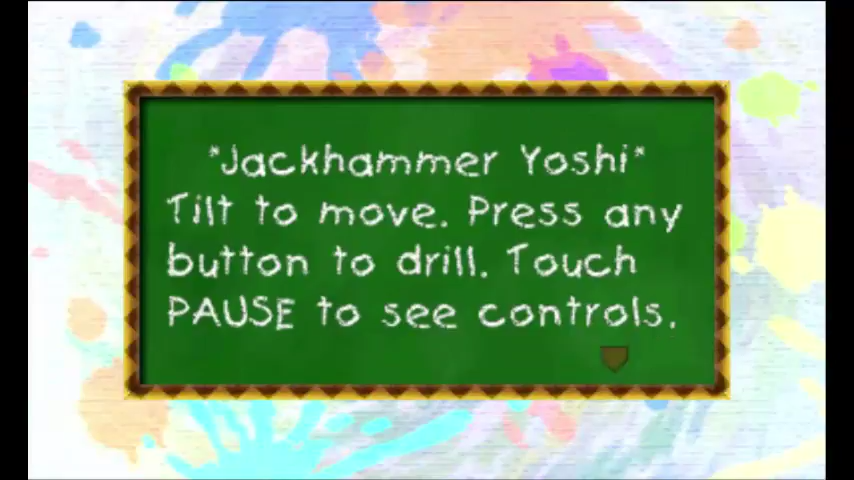 "Jackhammer Yoshi"
Tilt to move. Press any
button to drill. Touch
PAUSE to see controls.